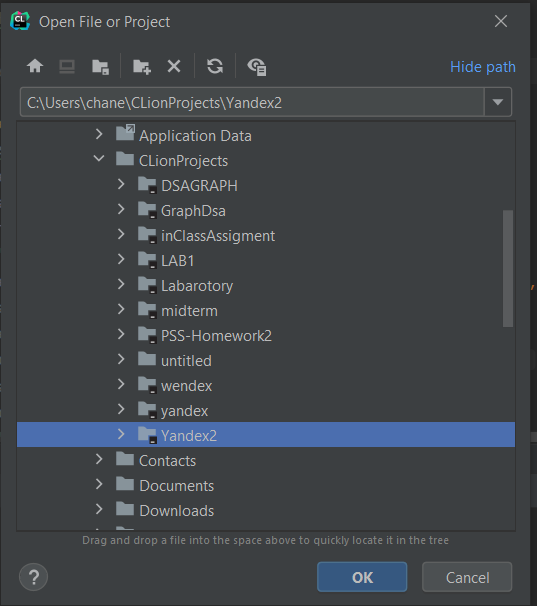 CL Open File or Project
Hide path
C:\Users\chane\CLionProjects\Yandex2
Application Data
CLionProjects
DSAGRAPH
GraphDsa
inClassAssigment
LAB1
Labarotory
midterm
PSS-Homework2
untitled
wendex
yandex
Yandex2
Contacts
Documents
Downloads
Drag and drop a file into the space above to quickly locate it in the tree
? OK Cancel